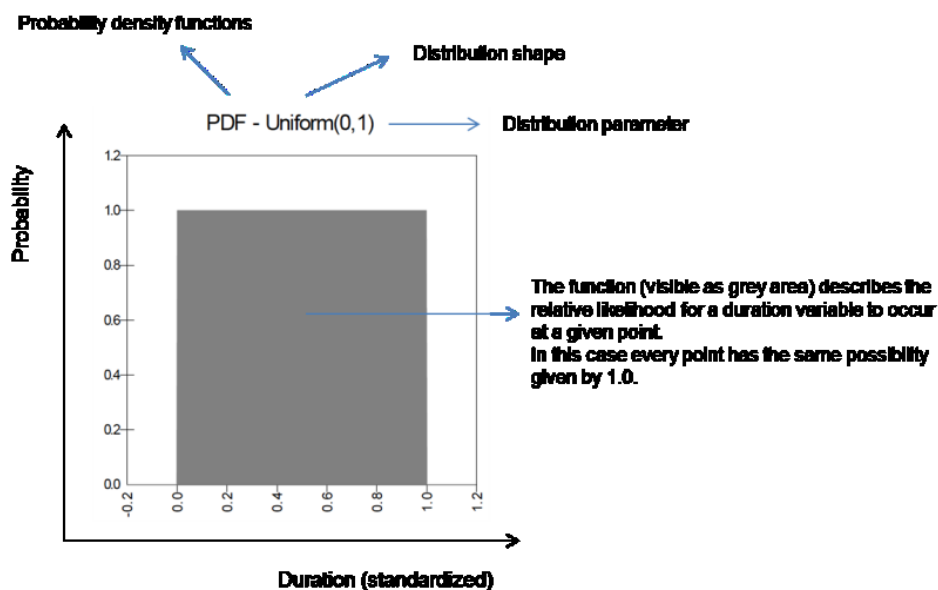 Probability density functions
Distribution shape
PDF - Uniform(0,1)
Distribution parameter
Probability
1.2
1.0
0.8
0.6
0.4
0.2
0.0
-0.2
0.0
0.2
0.4
0.6
0.8
1.0
1.2
The function (visible as grey area) describes the
relative likelihood for a duration variable to occur
at a given point.
In this case every point has the same possibility
given by 1.0.
Duration (standardized)